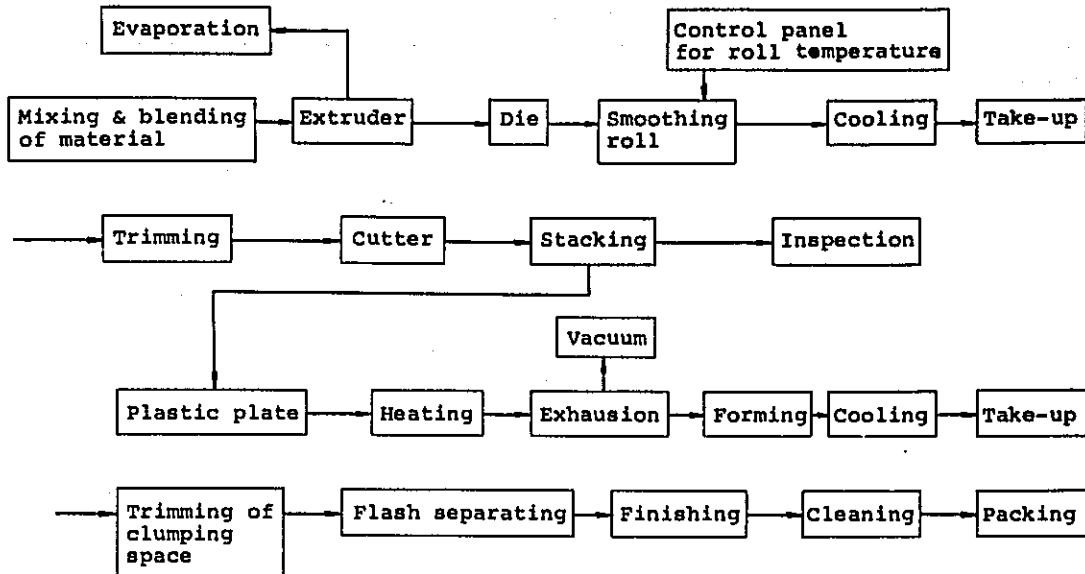 Evaporation
Control panel
for roll temperature
Mixing & blending
of material
Extruder
Die
Smoothing
roll
Cooling
Take-up
Trimming
Cutter
Stacking
Inspection
Vacuum
Plastic plate
Heating
Exhausion
Forming
Cooling
Take-up
Trimming of
clumping
space
Flash separating
Finishing
Cleaning
Packing